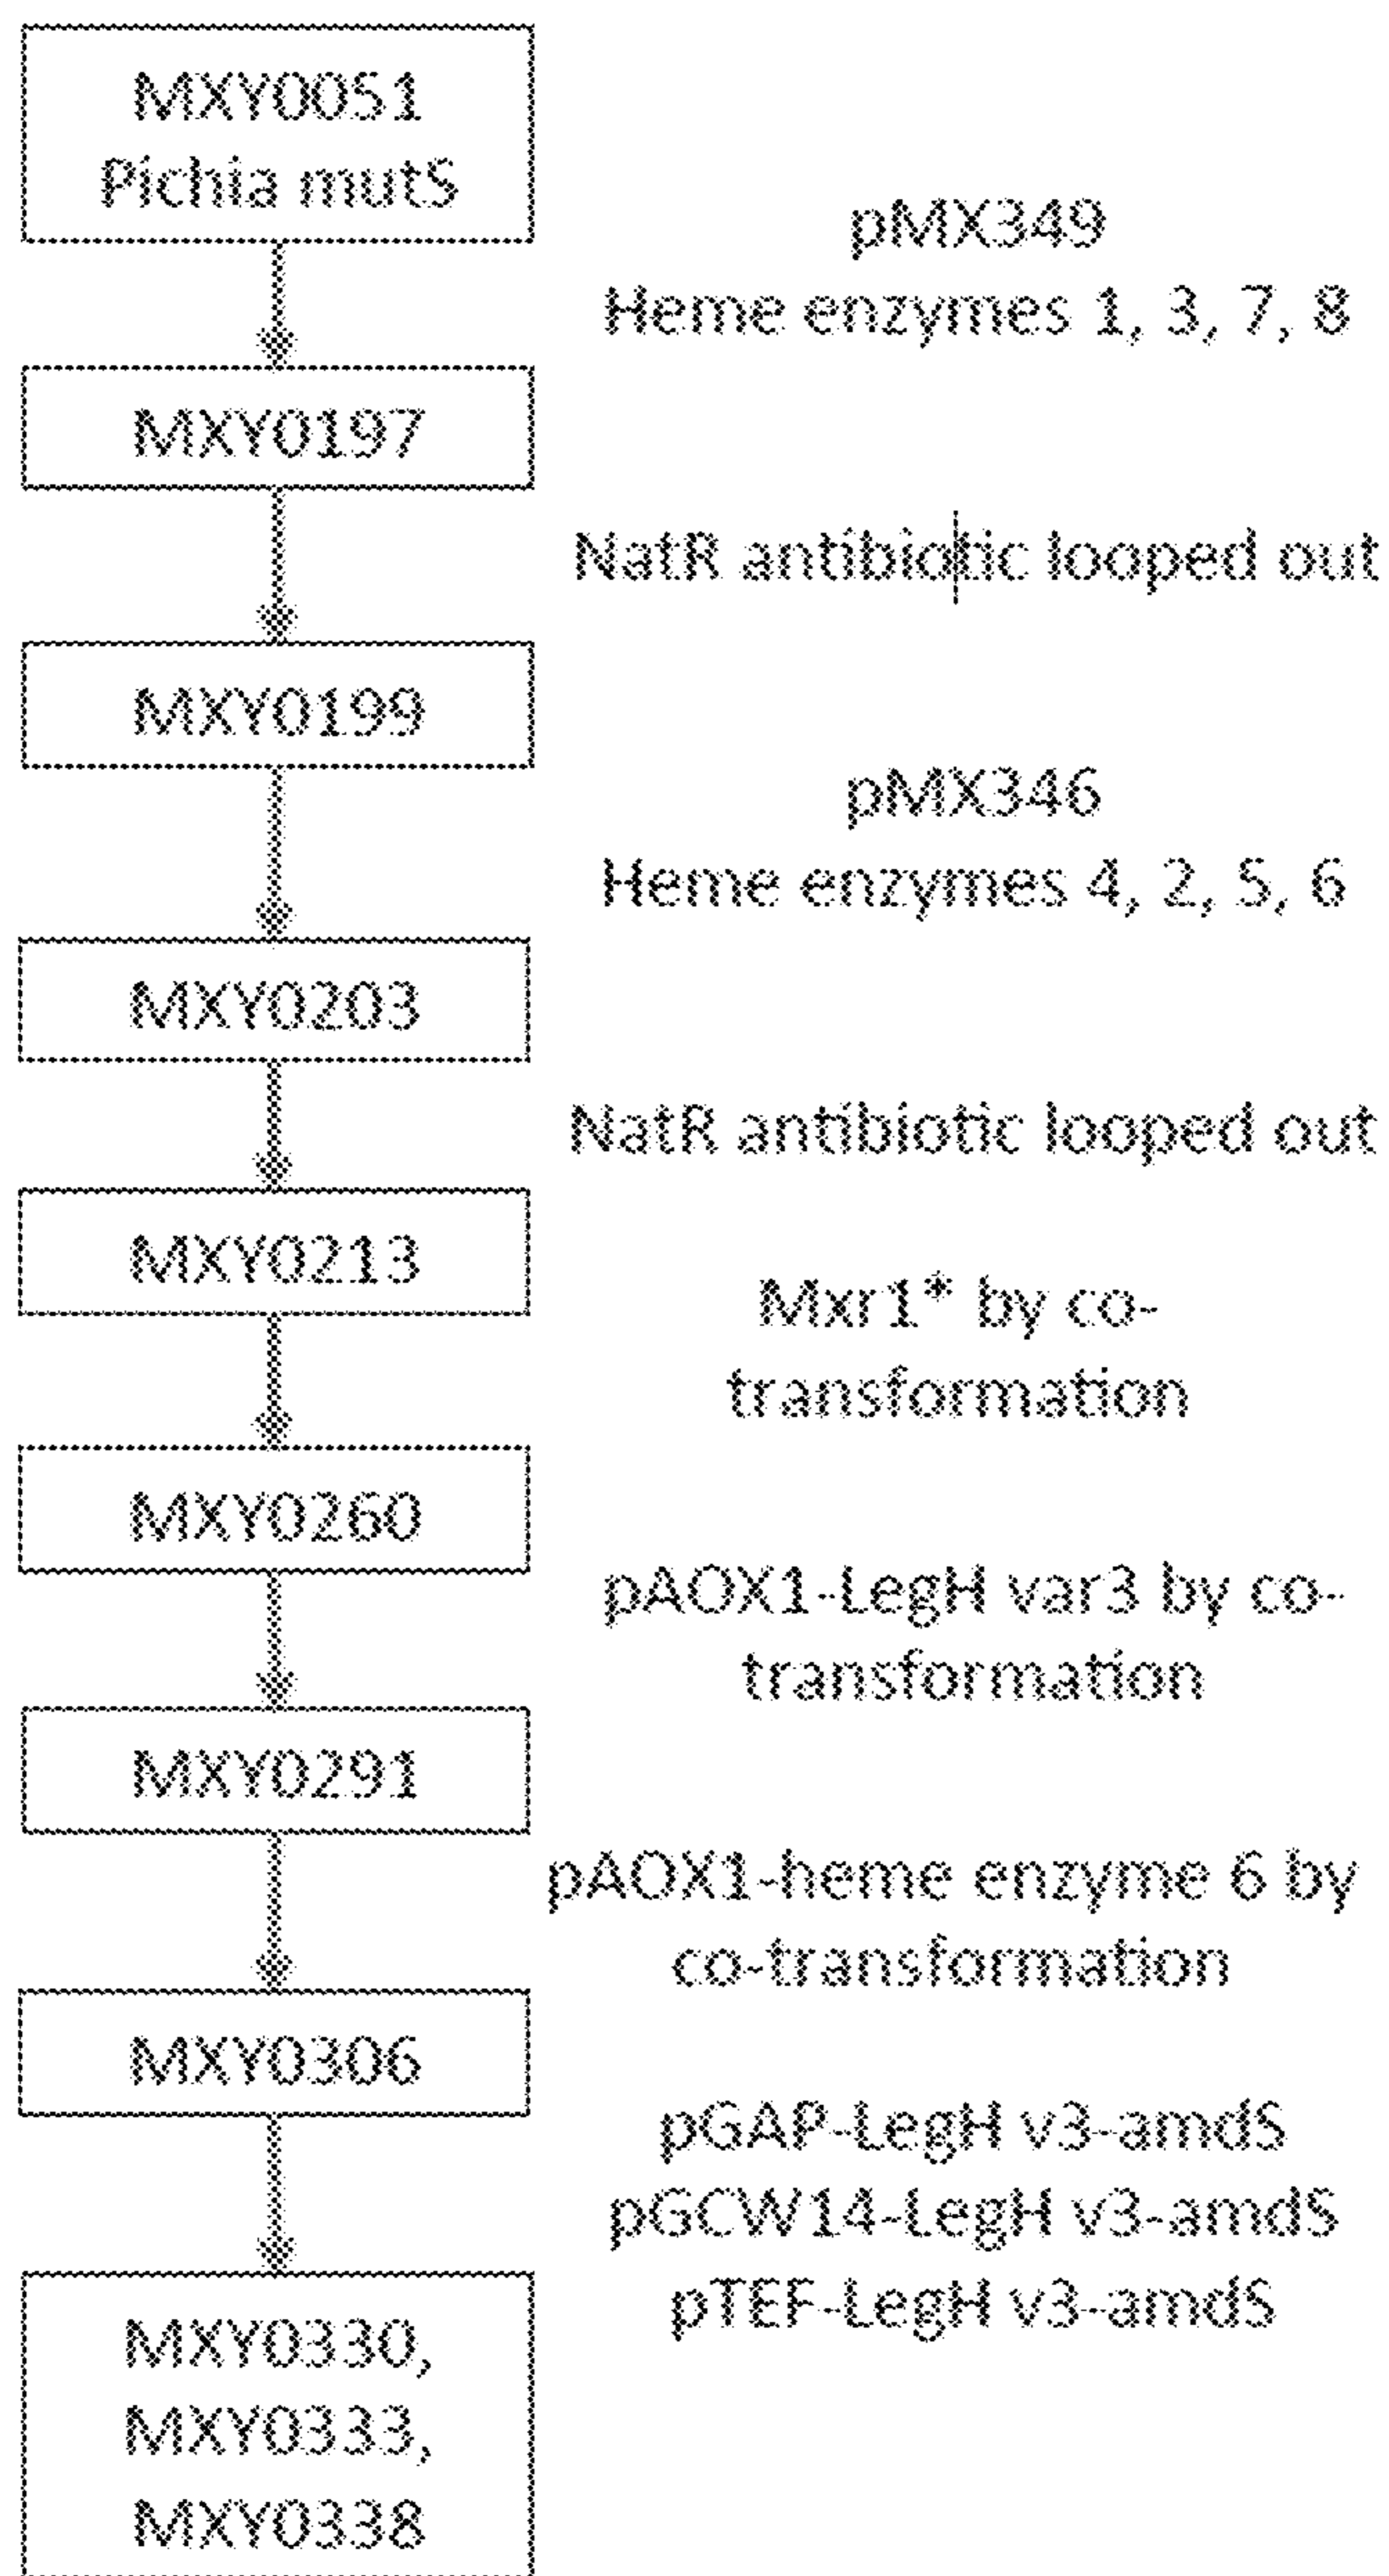 MXY0051
Pichia mutS
pMX349
Heme enzymes 1, 3, 7, 8
MXY0197
NatR antibiotic looped out
MXY0199
pMX346
Heme enzymes 4, 2, 5, 6
MXY0203
NatR antibiotic looped out
MXY0213
Mxr1* by co-
transformation
MXY0260
pAOX1-LegH var3 by co-
transformation
MXY0291
pAOX1-heme enzyme 6 by
co-transformation
MXY0306
pGAP-LegH v3-amdS
pGCW14-LegH v3-amdS
pTEF-LegH v3-amdS
MXY0330,
MXY0333,
MXY0338